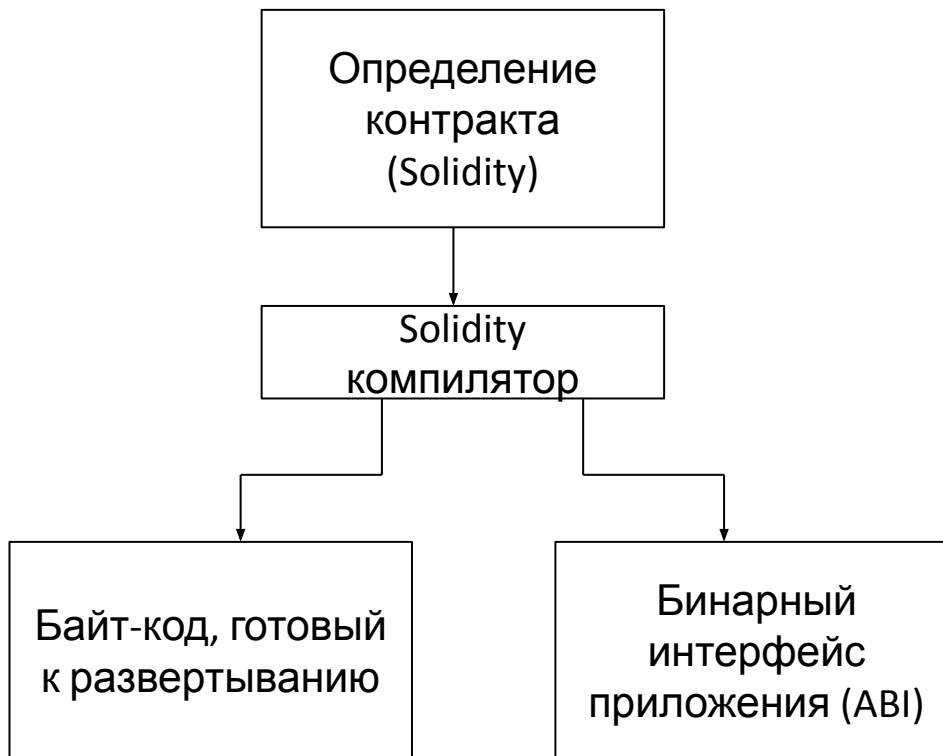 Определение
контракта
(Solidity)
Solidity
компилятор
Байт-код, готовый
к развертыванию
Бинарный
интерфейс
приложения (ABI)